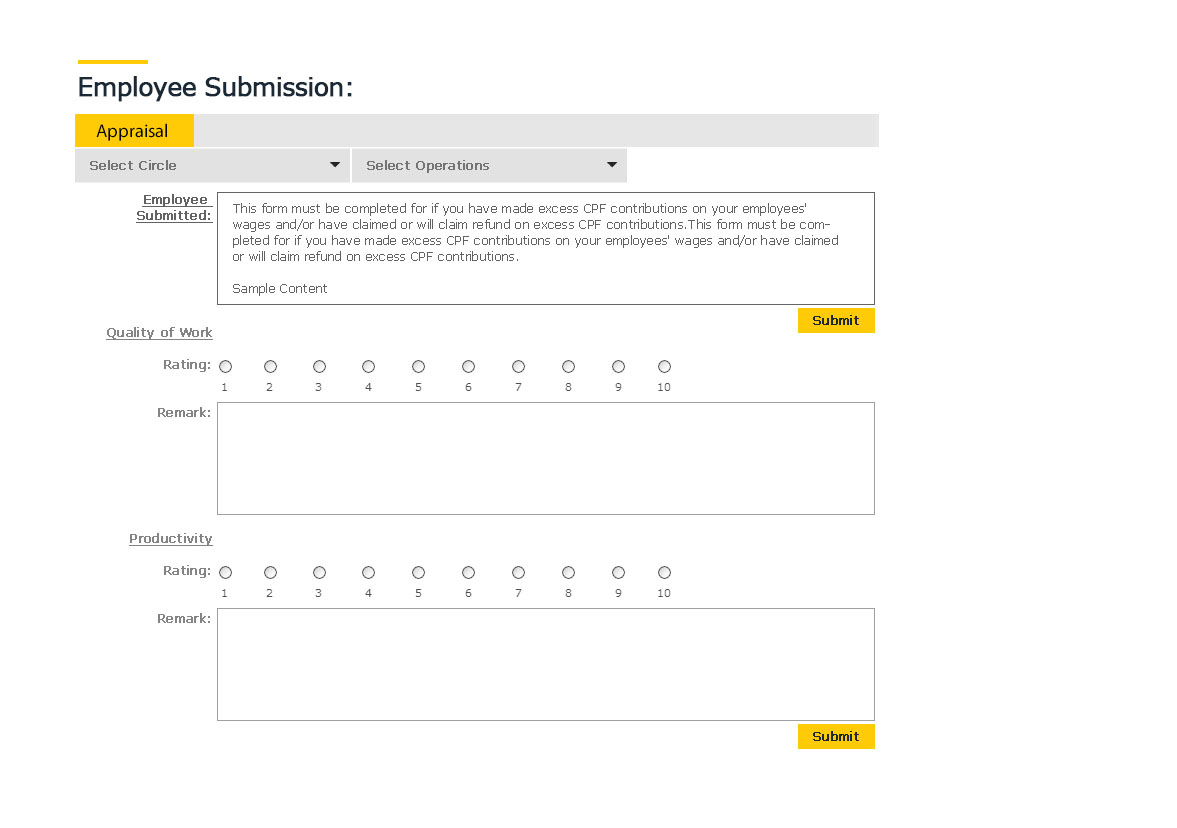 Employee Submission:
Appraisal
Select Circle Select Operations
Employee
Submitted:
This form must be completed for if you have made excess CPF contributions on your employees'
wages and/or have claimed or will claim refund on excess CPF contributions.This form must be com-
pleted for if you have made excess CPF contributions on your employees' wages and/or have claimed
or will claim refund on excess CPF contributions.
Sample Content
Submit
Quality of Work
Rating:
1 2 3 4 5 6 7 8 9 10
Remark:
Productivity
Rating:
1 2 3 4 5 6 7 8 9 10
Remark:
Submit